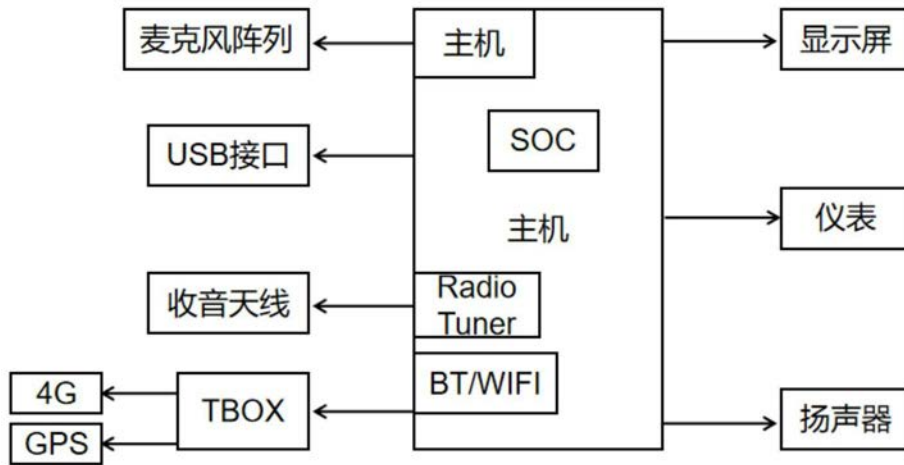 麦克风阵列
主机
显示屏
SOC
USB接口
主机
仪表
收音天线
Radio
Tuner
4G
TBOX
BT/WIFI
GPS
扬声器